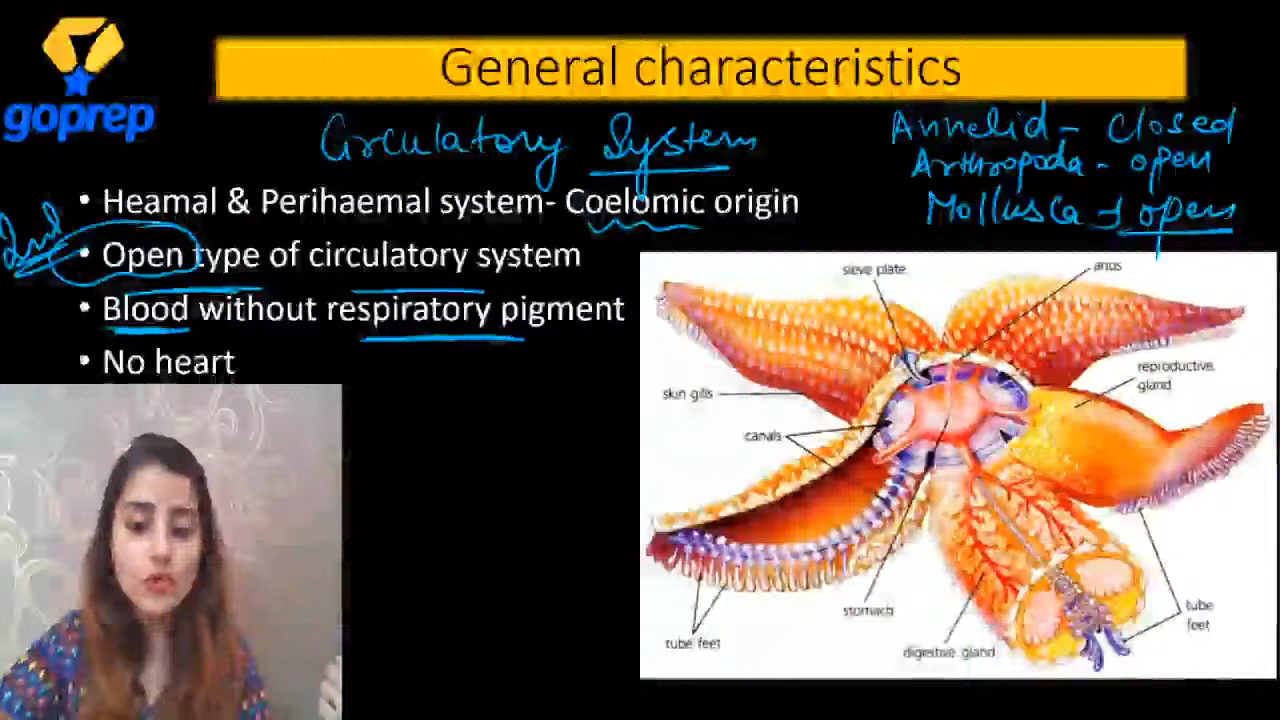 goprep
General characteristics
Circulatory System
Annelid - Closed
Arthropoda - open
Mollusca - open
• Heamal & Perihaemal system- Coelomic origin
• Open type of circulatory system
• Blood without respiratory pigment
• No heart
sieve plate
anus
reproductive gland
skin gills
canals
stomach
tube feet
digestive gland
tube
feet